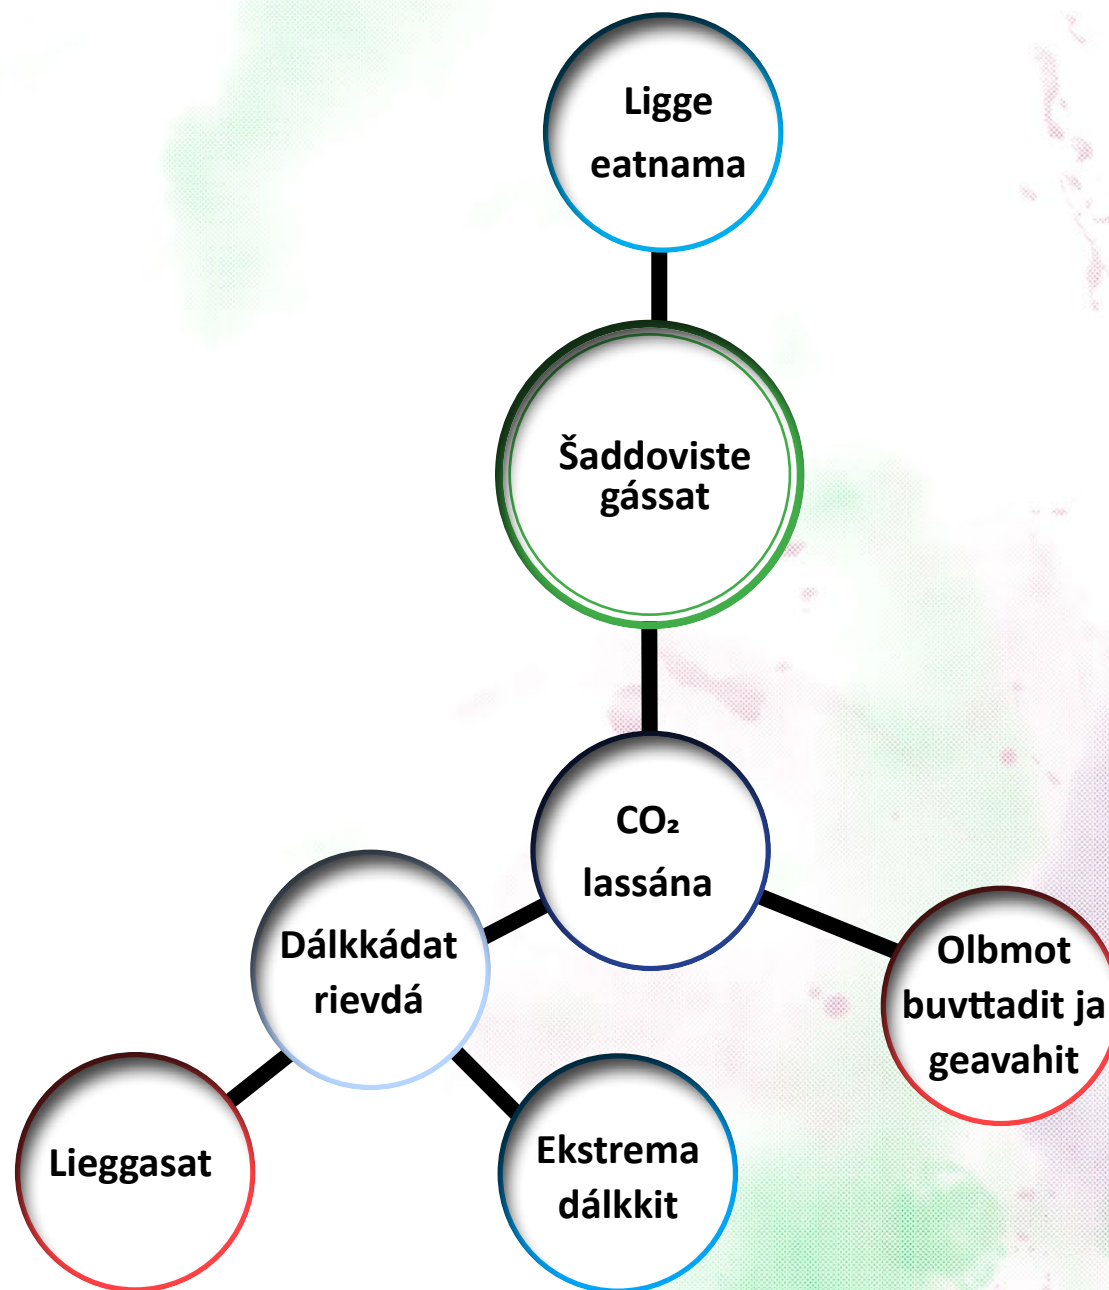 Ligge
eatnama
Šaddoviste
gássat
CO₂
lassána
Dálkkádat
rievdá
Olbmot
buvttadit ja
geavahit
Lieggasat
Ekstrema
dálkkit